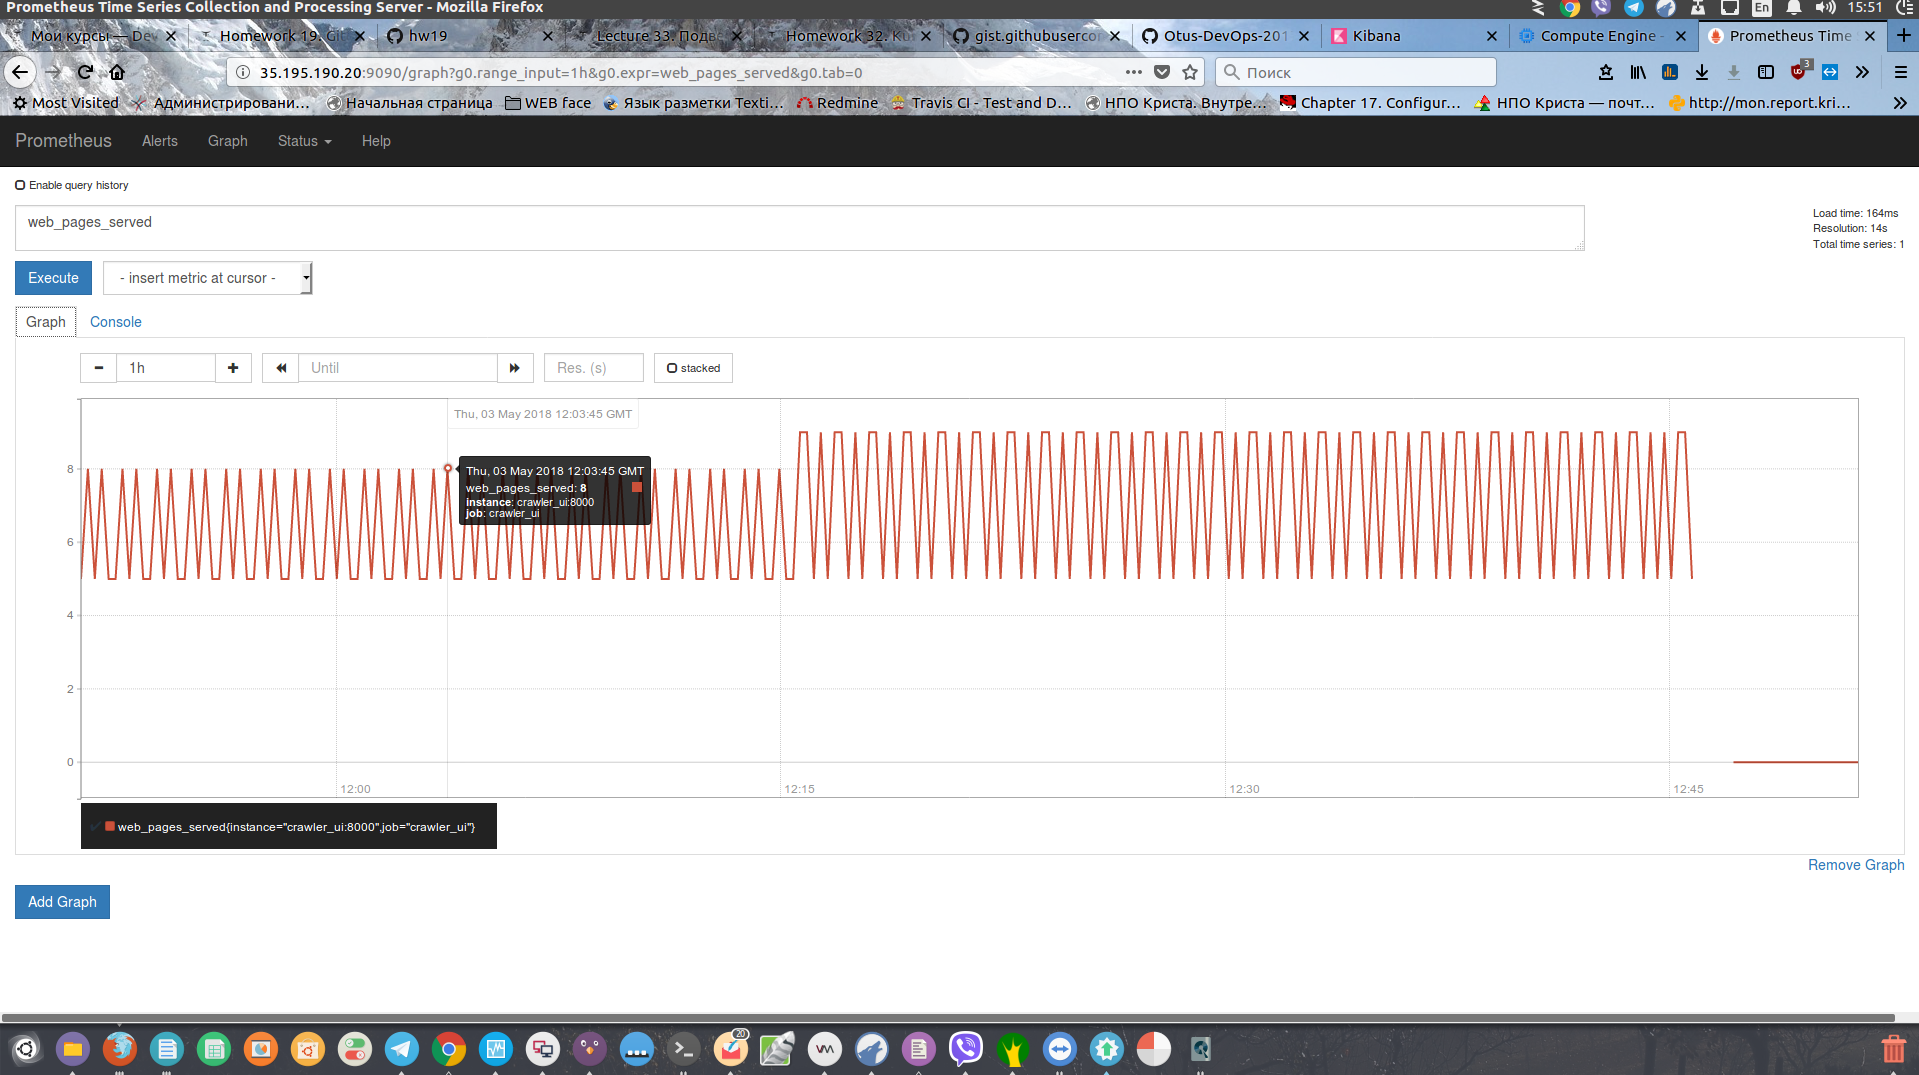 Prometheus Time Series Collection and Processing Server - Mozilla Firefox
En 15:51
Мои курсы — Dev
Homework 19. Git
hw19
Lecture 33. Подве
Homework 32. Ku
gist.githubusercon
Otus-DevOps-201
Kibana
Compute Engine -
Prometheus Time S
35.195.190.20:9090/graph?g0.range_input=1h&g0.expr=web_pages_served&g0.tab=0
Поиск
3
Most Visited
Администрировани…
Начальная страница
WEB face
Язык разметки Texti…
Redmine
Travis CI - Test and D…
НПО Криста. Внутре…
Chapter 17. Configur…
НПО Криста — почт…
http://mon.report.kri…
Prometheus
Alerts
Graph
Status
Help
Enable query history
web_pages_served
Load time: 164ms
Resolution: 14s
Total time series: 1
Execute
- insert metric at cursor -
Graph
Console
1h
Until
Res. (s)
stacked
Thu, 03 May 2018 12:03:45 GMT
Thu, 03 May 2018 12:03:45 GMT
web_pages_served: 8
instance: crawler_ui:8000
job: crawler_ui
8
6
4
2
0
12:00
12:15
12:30
12:45
web_pages_served{instance="crawler_ui:8000",job="crawler_ui"}
Remove Graph
Add Graph
20